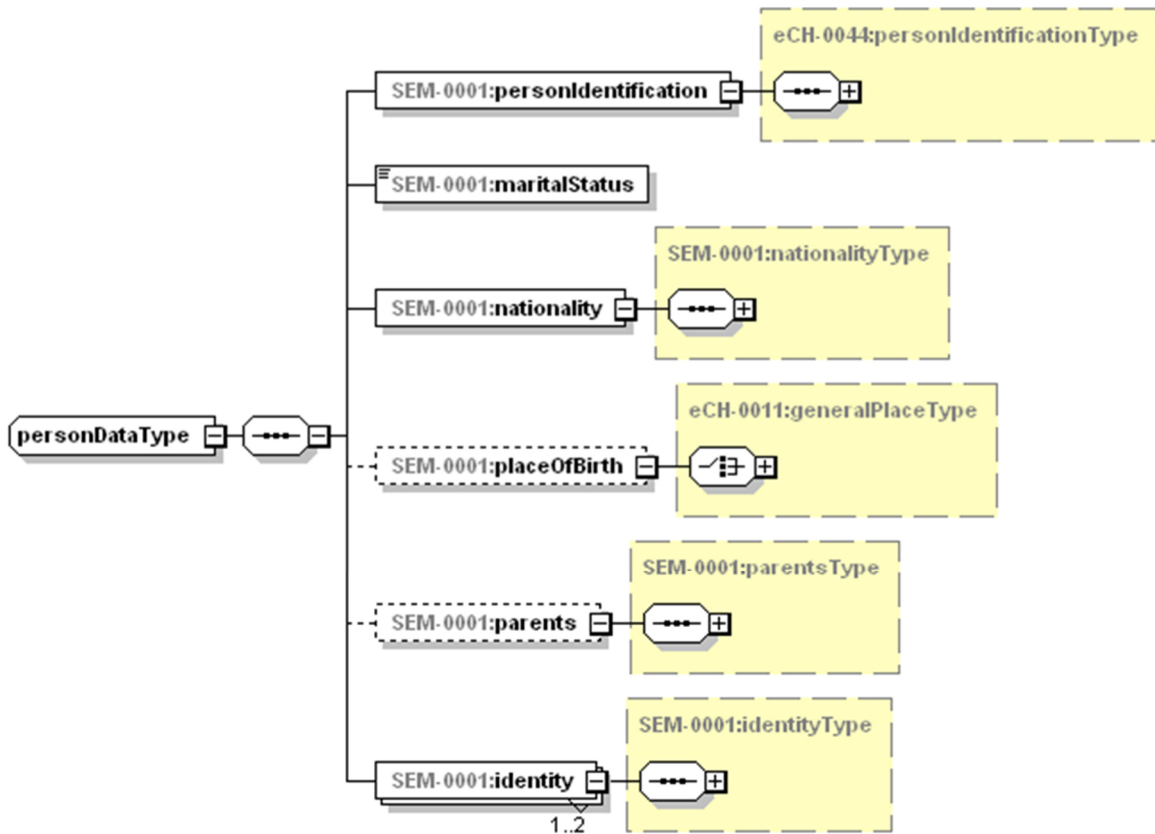 eCH-0044:personIdentificationType
SEM-0001:personIdentification
SEM-0001:maritalStatus
SEM-0001:nationalityType
SEM-0001:nationality
eCH-0011:generalPlaceType
personDataType
SEM-0001:placeOfBirth
SEM-0001:parentsType
SEM-0001:parents
SEM-0001:identityType
SEM-0001:identity
1..2